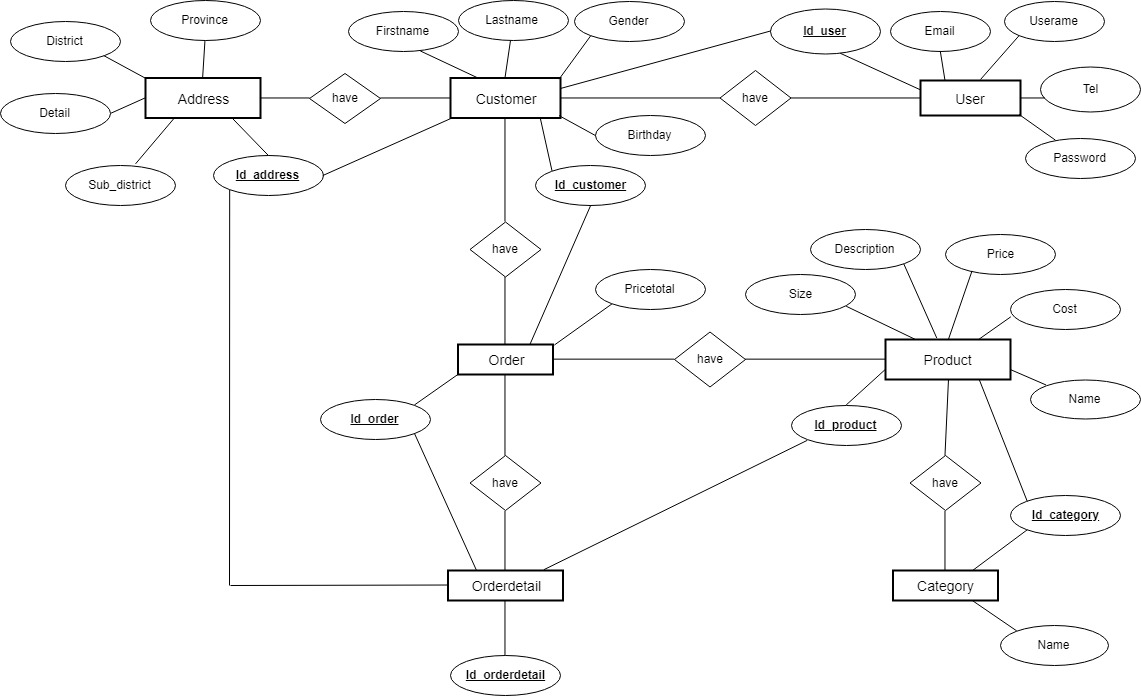 Province
Lastname
Gender
Userame
Firstname
Id_user
Email
District
Tel
Address
have
Customer
have
User
Detail
Birthday
Password
Id_address
Sub_district
Id_customer
have
Description
Price
Pricetotal
Size
Cost
Order
have
Product
Name
Id_order
Id_product
have
have
Id_category
Orderdetail
Category
Name
Id_orderdetail